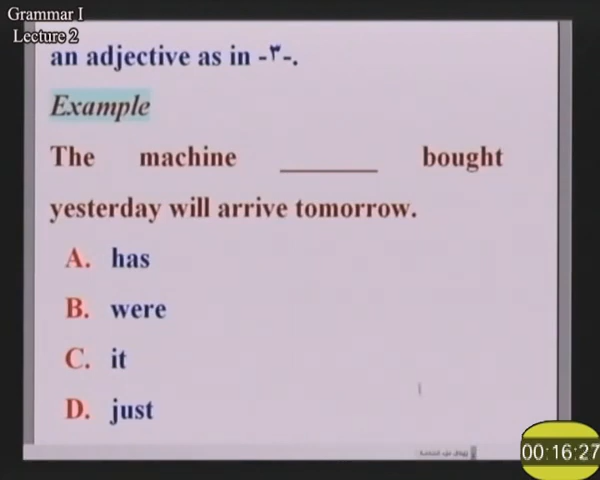 Grammar I
Lecture 2
an adjective as in -٣-.
Example
The machine ________ bought
yesterday will arrive tomorrow.
A. has
B. were
C. it
D. just
00:16:27